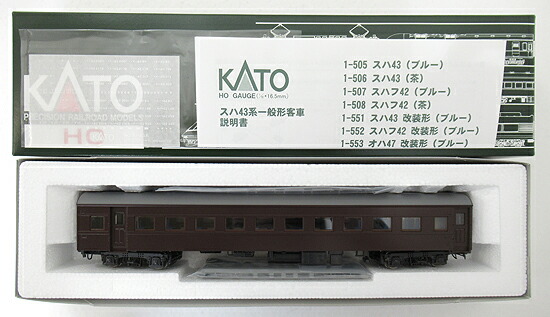 KATO
HO GAUGE(1/80・16.5mm)
スハ43系一般形客車
説明書
1-505 スハ43（ブルー）
1-506 スハ43（茶）
1-507 スハフ42（ブルー）
1-508 スハフ42（茶）
1-551 スハ43 改装形（ブルー）
1-552 スハフ42 改装形（ブルー）
1-553 オハ47 改装形（ブルー）
KATO
PRECISION RAILROAD MODELS
HO